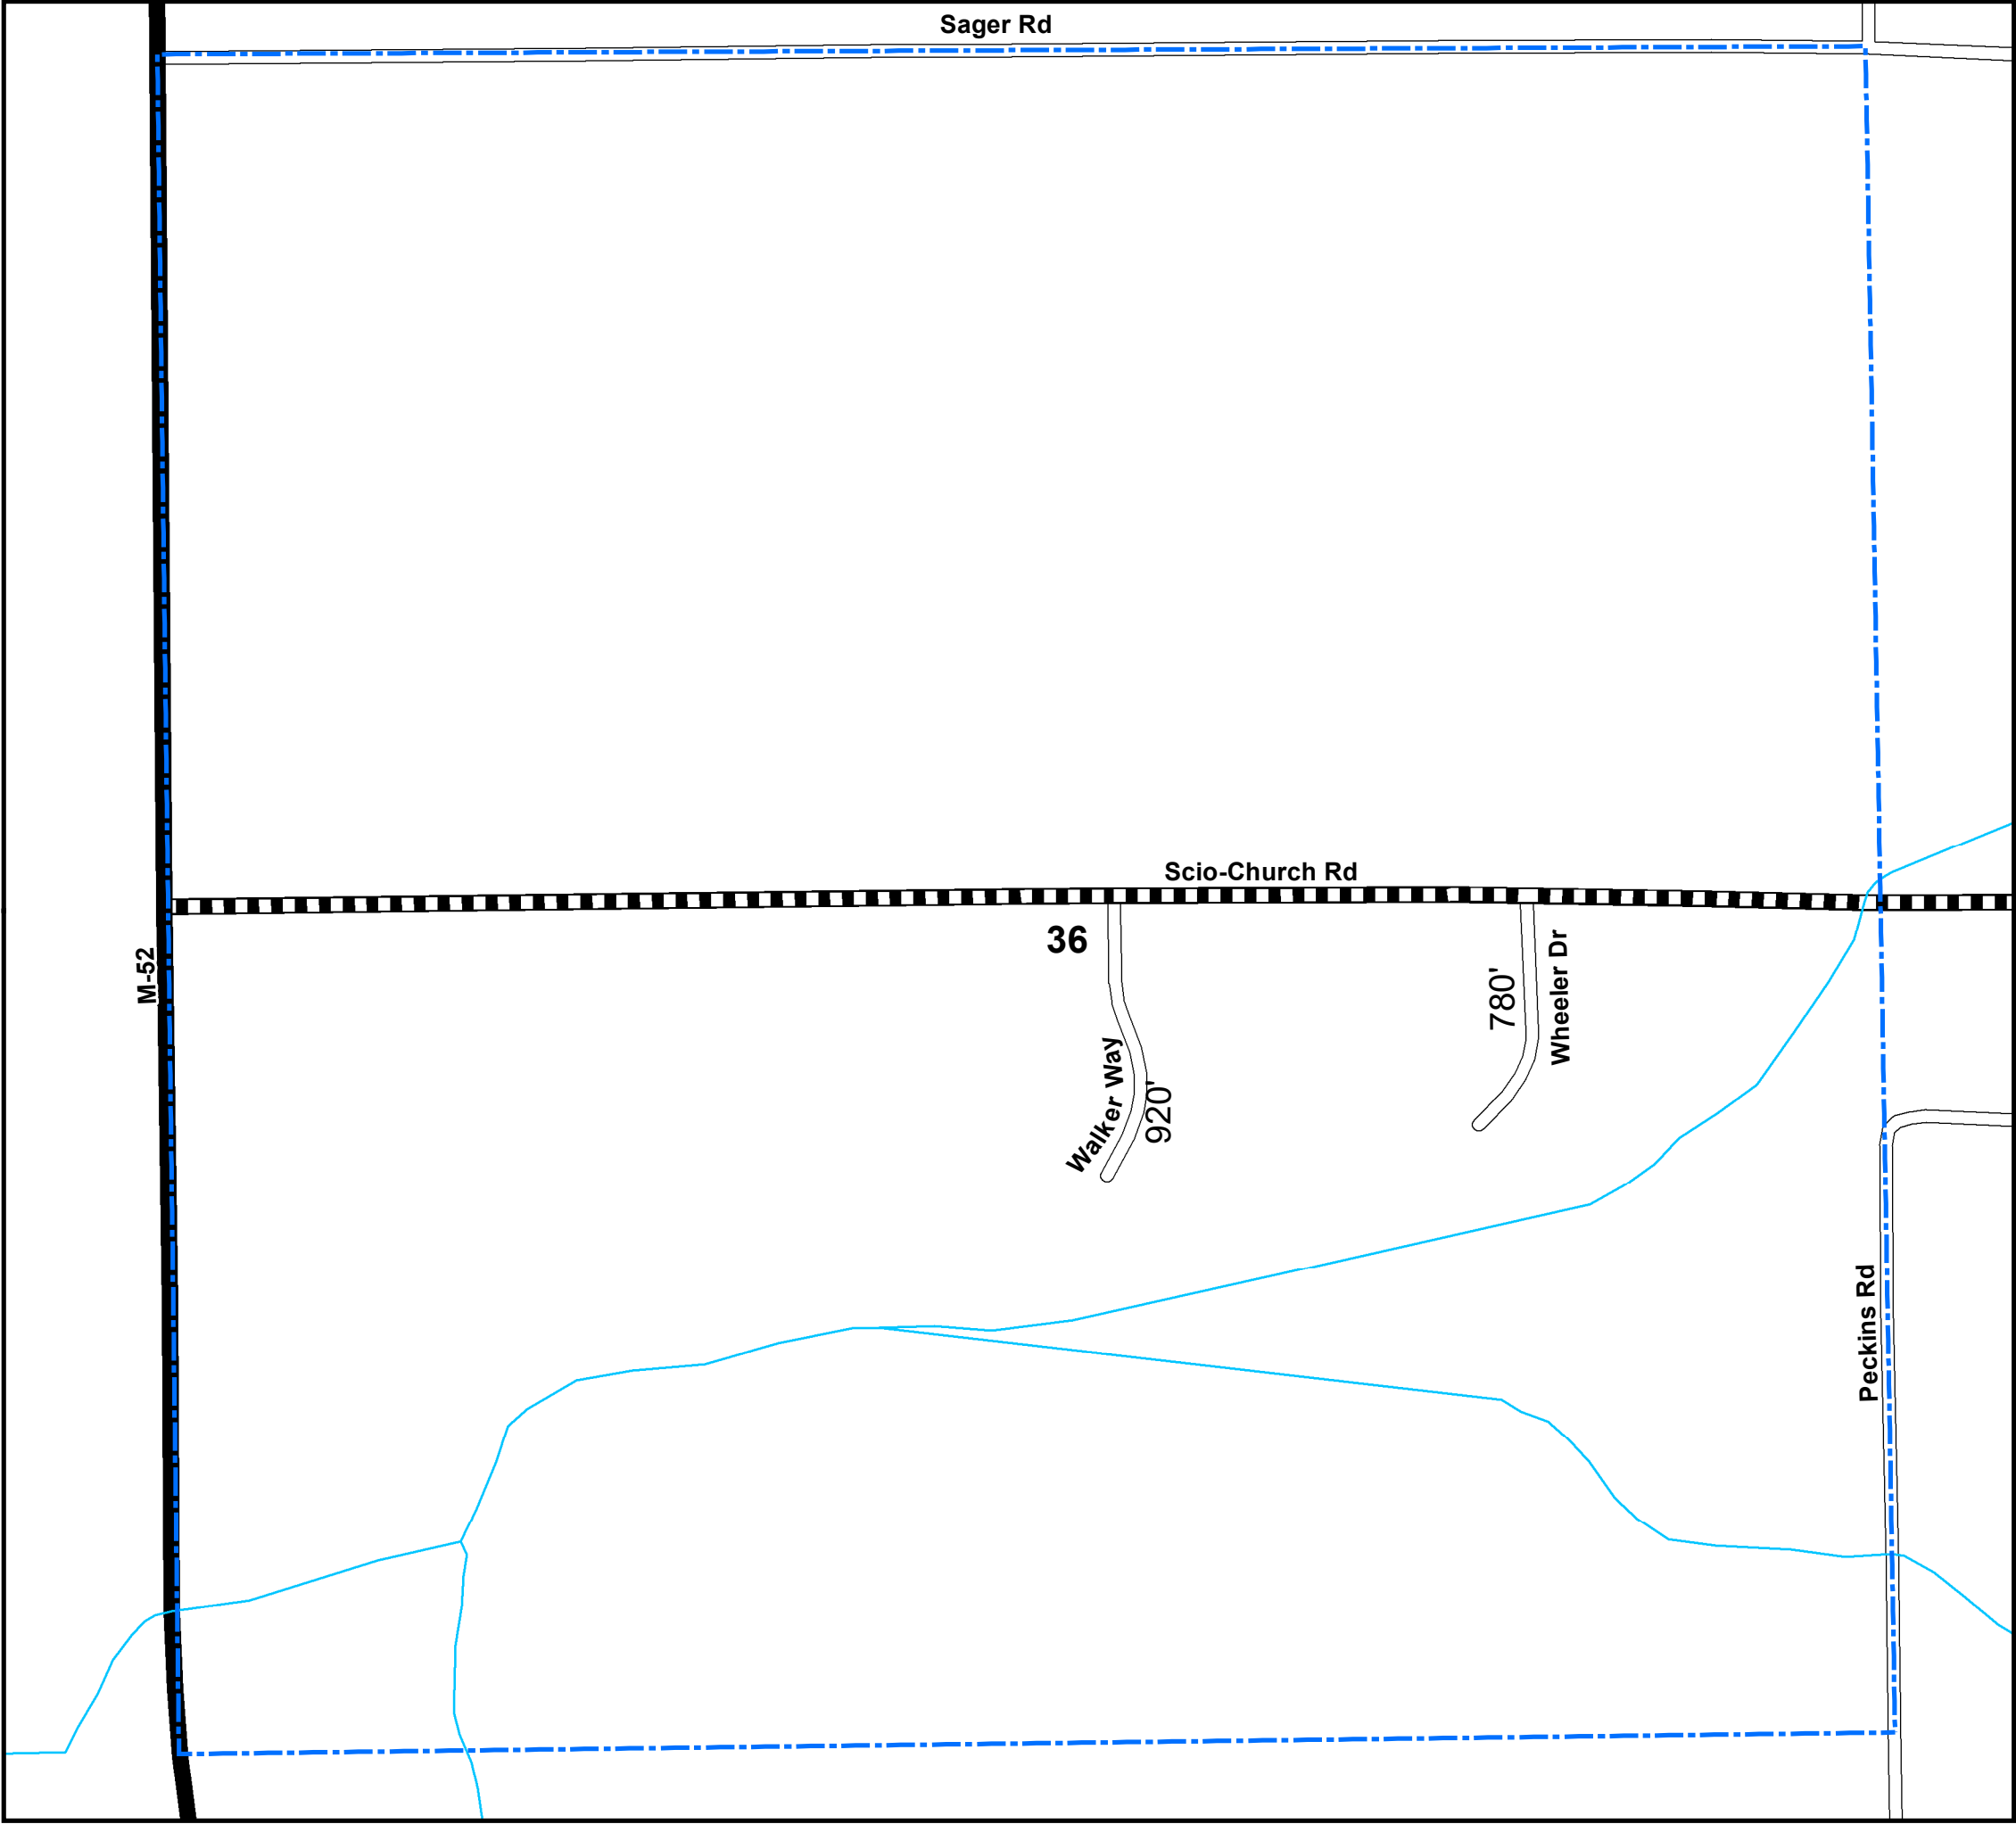 Sager Rd
Scio-Church Rd
36
M-52
Walker Way
920'
780'
Wheeler Dr
Peckins Rd